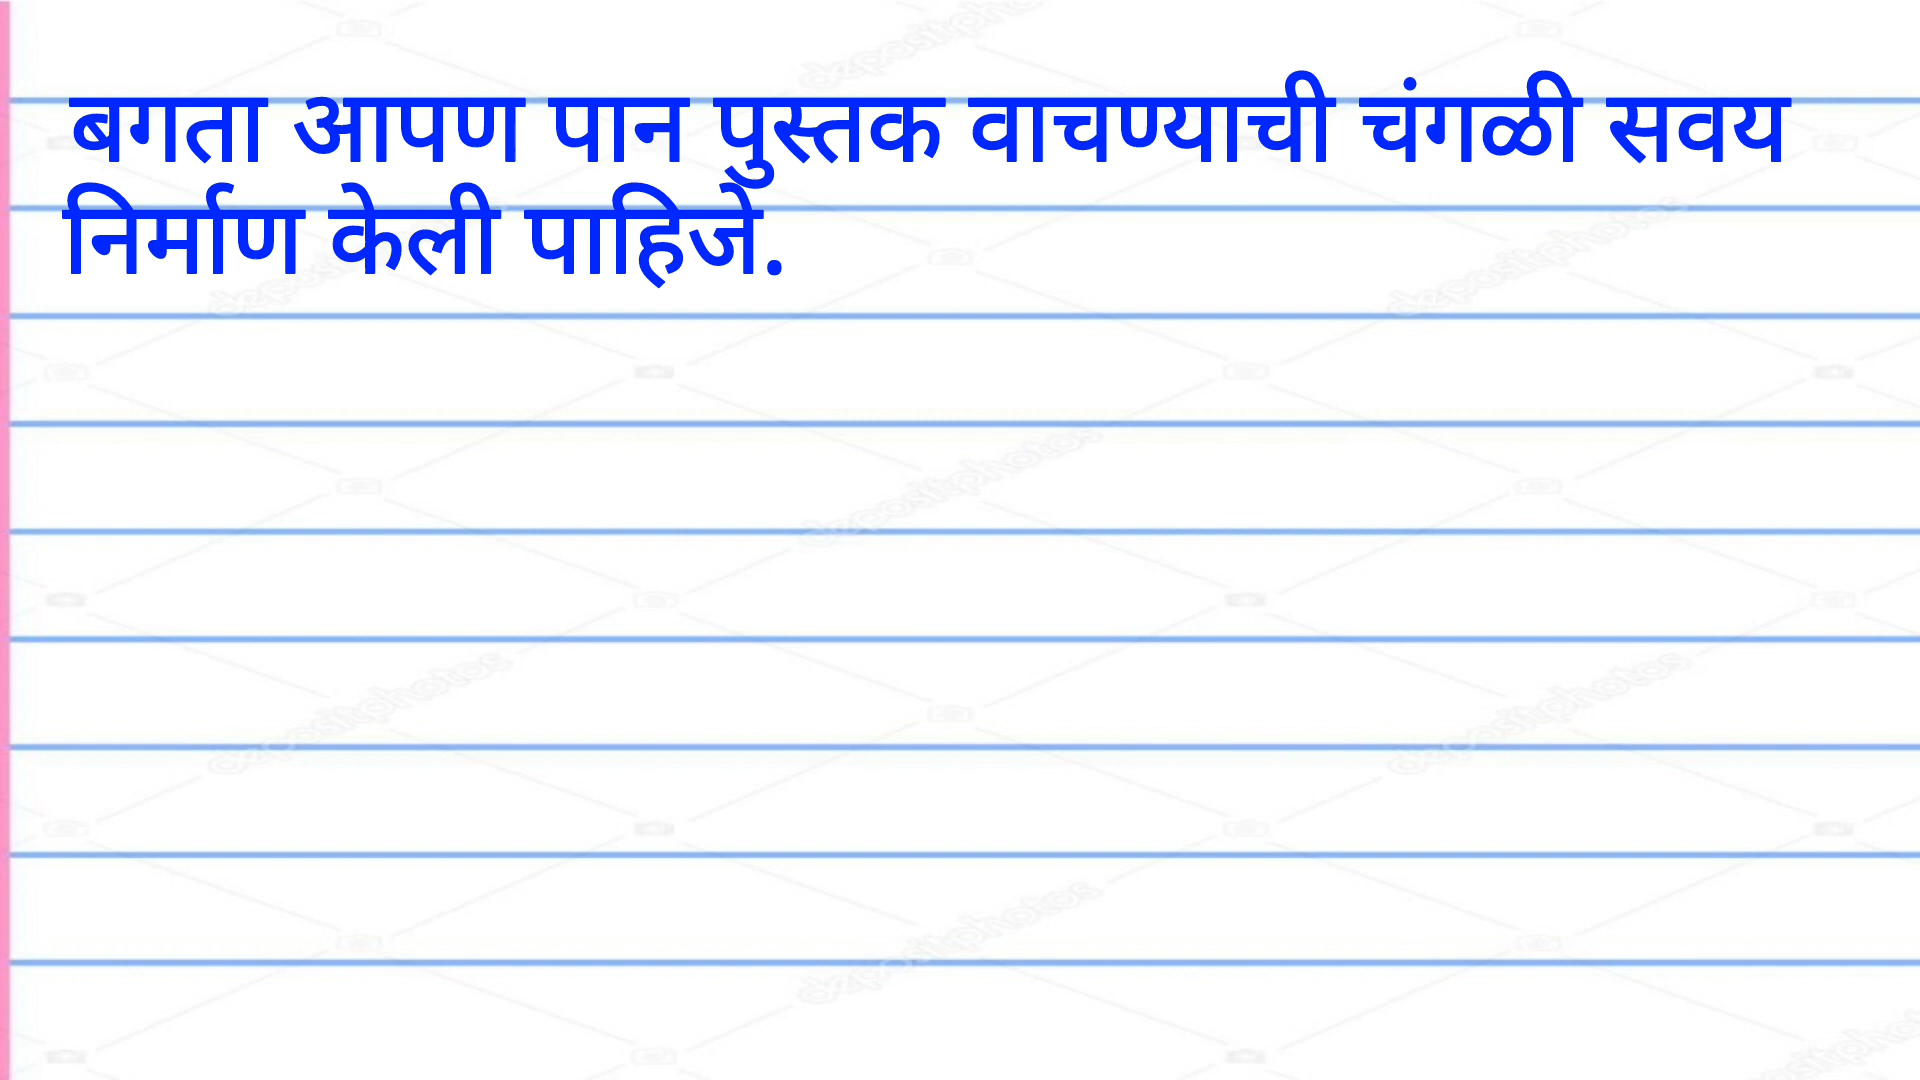 बगता आपण पान पुस्तक वाचण्याची चंगळी सवय
निर्माण केली पाहिजे.